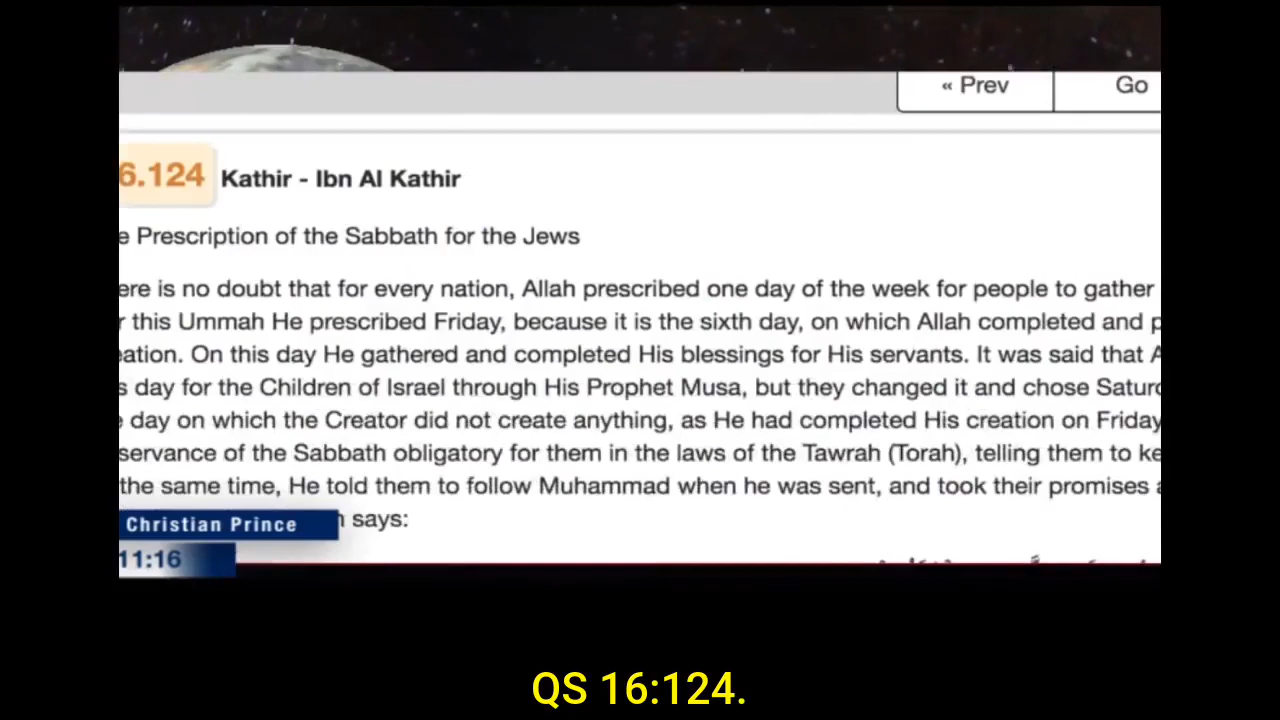 « Prev
Go
6.124 Kathir - Ibn Al Kathir
e Prescription of the Sabbath for the Jews
ere is no doubt that for every nation, Allah prescribed one day of the week for people to gather
r this Ummah He prescribed Friday, because it is the sixth day, on which Allah completed and p
eation. On this day He gathered and completed His blessings for His servants. It was said that A
s day for the Children of Israel through His Prophet Musa, but they changed it and chose Saturd
e day on which the Creator did not create anything, as He had completed His creation on Friday
servance of the Sabbath obligatory for them in the laws of the Tawrah (Torah), telling them to ke
the same time, He told them to follow Muhammad when he was sent, and took their promises a
says:
Christian Prince
11:16
QS 16:124.